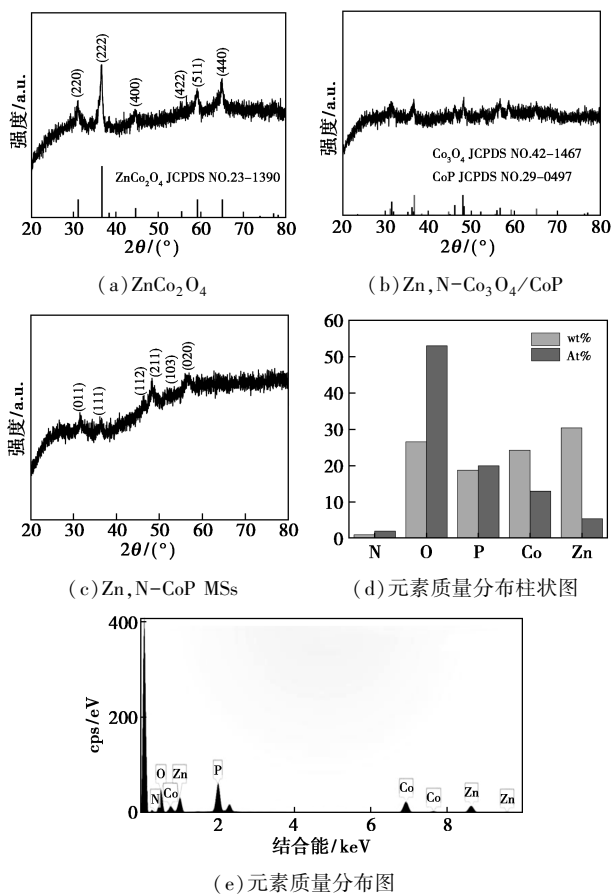 (220)
(222)
(400)
(422)
(511)
(440)
强度/a.u.
ZnCo₂O₄ JCPDS NO.23-1390
20 30 40 50 60 70 80
2θ/(°)
(a)ZnCo₂O₄
强度/a.u.
Co₃O₄ JCPDS NO.42-1467
CoP JCPDS NO.29-0497
20 30 40 50 60 70 80
2θ/(°)
(b)Zn,N-Co₃O₄/CoP
(011)
(111)
(112)
(211)
(103)
(020)
强度/a.u.
20 30 40 50 60 70 80
2θ/(°)
(c)Zn,N-CoP MSs
60
50
40
30
20
10
0
wt%
At%
N O P Co Zn
(d)元素质量分布柱状图
400
200
0
cps/eV
N
O
Co
Zn
P
Co
Co
Zn
Zn
2 4 6 8
结合能/keV
(e)元素质量分布图